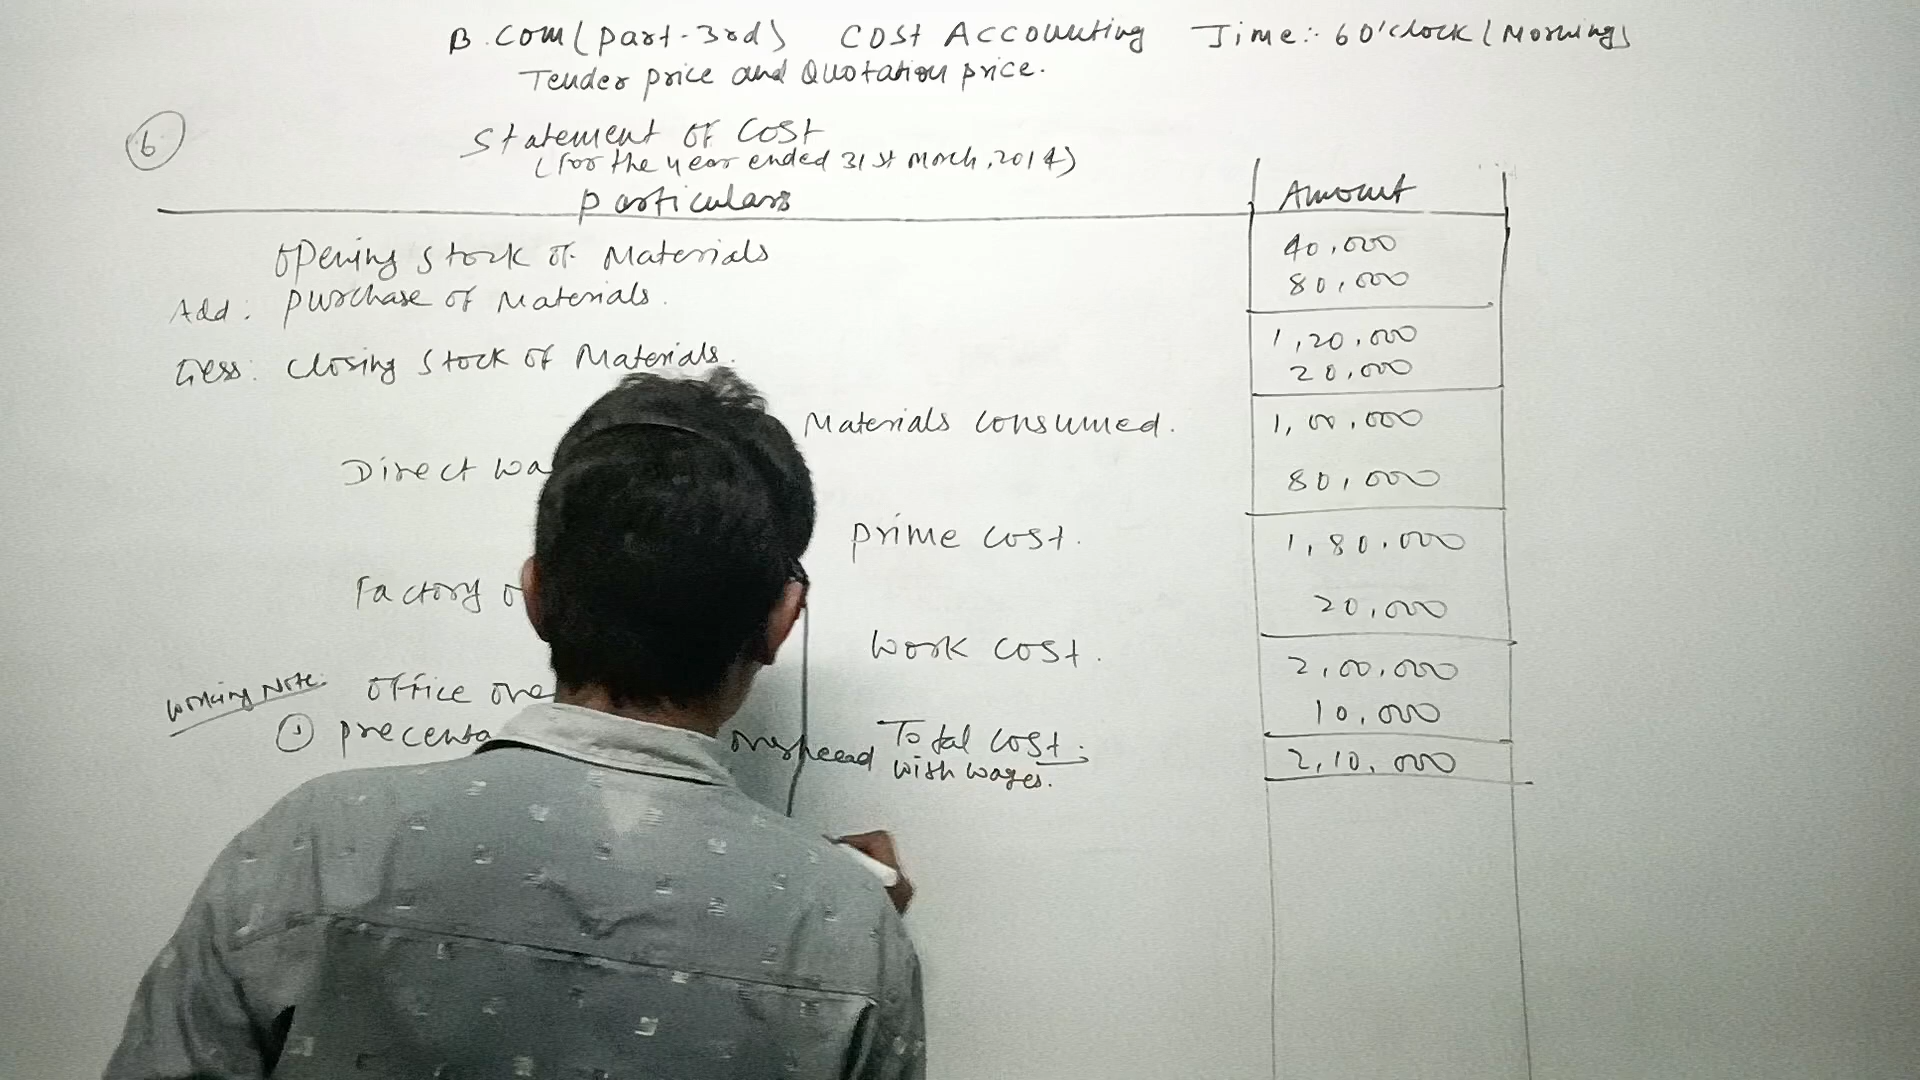 B.Com (Part-3rd) Cost Accounting Time:- 6 O'clock (Morning)
Tender price and Quotation price.
6 Statement of Cost
(For the year ended 31st March, 2014)
Particulars Amount
Opening Stock of Materials 40,000
Add: Purchase of Materials. 80,000
1,20,000
Less: Closing Stock of Materials. 20,000
Materials Consumed. 1,00,000
Direct wa 80,000
Prime Cost. 1,80,000
Factory o 20,000
Work Cost. 2,00,000
Office ove 10,000
Total Cost. 2,10,000
Working Note:
1 Precenta overhead with wages.